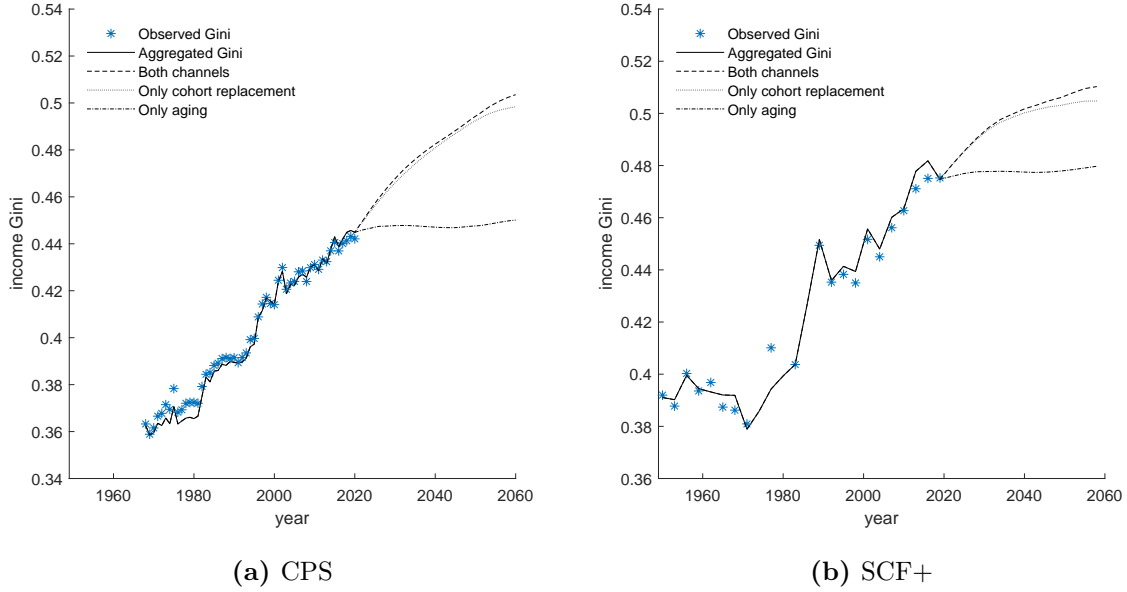 0.54
0.52
0.5
0.48
0.46
0.44
0.42
0.4
0.38
0.36
0.34
income Gini
Observed Gini
Aggregated Gini
Both channels
Only cohort replacement
Only aging
1960 1980 2000 2020 2040 2060
year
(a) CPS
0.54
0.52
0.5
0.48
0.46
0.44
0.42
0.4
0.38
0.36
income Gini
Observed Gini
Aggregated Gini
Both channels
Only cohort replacement
Only aging
1960 1980 2000 2020 2040 2060
year
(b) SCF+